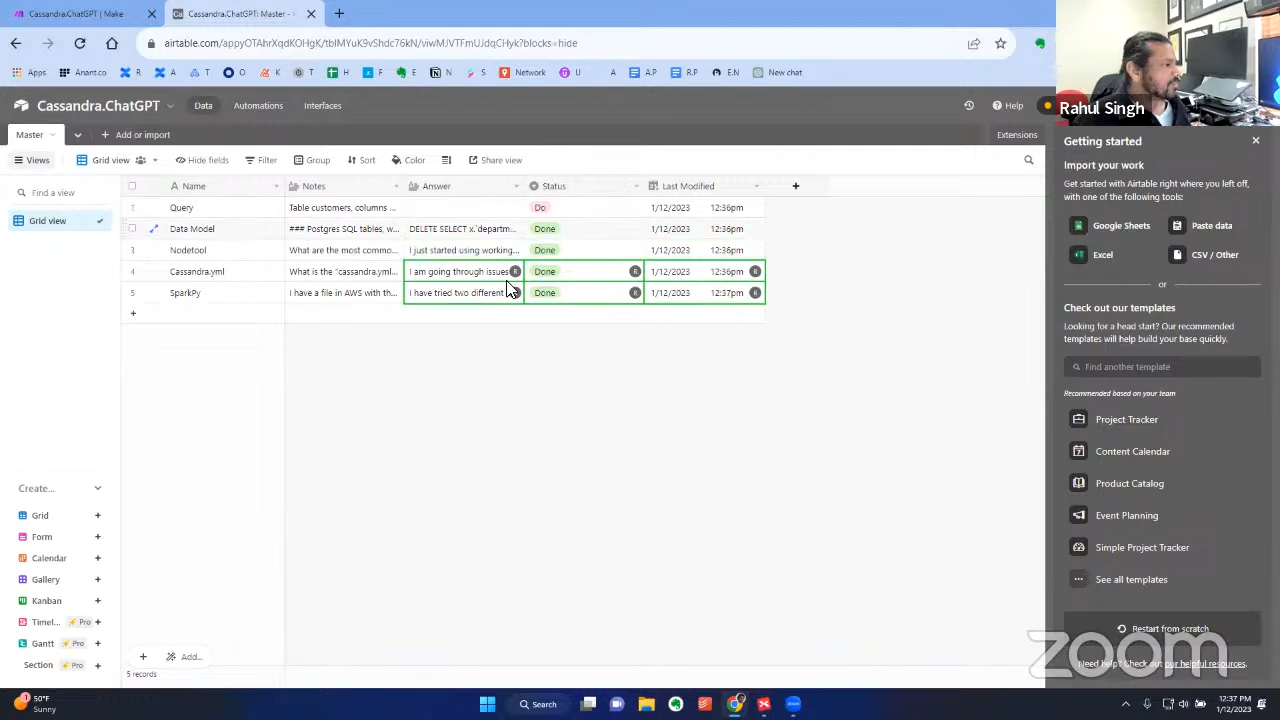 Cassandra.ChatGPT | Make
Cassandra.ChatGPT: Master -
airtable.com/appyOTAhrXqdKOHgK/tblMYuK9vShdc76kN/viwMJVTFmUJqCHyk?blocks=hide
Apps Anant.co R A T O K T H F E N S Network U A A.P R.P E.N New chat
Rahul Singh
Cassandra.ChatGPT Data Automations Interfaces Help
Master Add or import Extensions
Views Grid view Hide fields Filter Group Sort Color Share view
Find a view
Grid view
Name Notes Answer Status Last Modified
1 Query Table customers, columns ... Do 1/12/2023 12:36pm
Data Model ### Postgres SQL tables, w... DELETE SELECT x.`departm... Done 1/12/2023 12:36pm
3 Nodetool What are the most commo... I just started using working... Done 1/12/2023 12:36pm
4 Cassandra.yml What is the "cassandra.yml... I am going through issues R Done R 1/12/2023 12:36pm R
5 SparkPy I have a file in AWS with th... I have tried two different Done R 1/12/2023 12:37pm R
Create...
Grid
Form
Calendar
Gallery
Kanban
Timel... Pro
Gantt Pro
Section Pro
Add...
5 records
Getting started
Import your work
Get started with Airtable right where you left off,
with one of the following tools:
Google Sheets Paste data
Excel CSV / Other
or
Check out our templates
Looking for a head start? Our recommended
templates will help build your base quickly.
Find another template
Recommended based on your team
Project Tracker
Content Calendar
Product Catalog
Event Planning
Simple Project Tracker
See all templates
Restart from scratch
Need help? Check out our helpful resources.
zoom
50°F
Sunny
Search
12:37 PM
1/12/2023